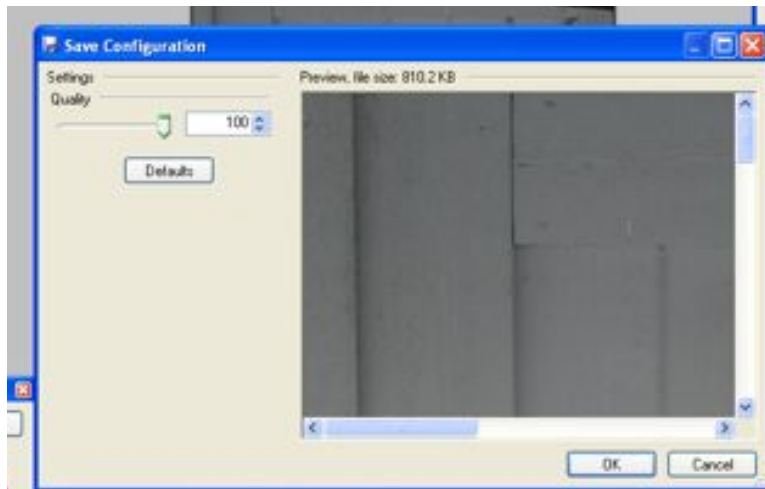 Save Configuration
Settings
Preview, file size: 810.2 KB
Quality
100
Defaults
OK
Cancel